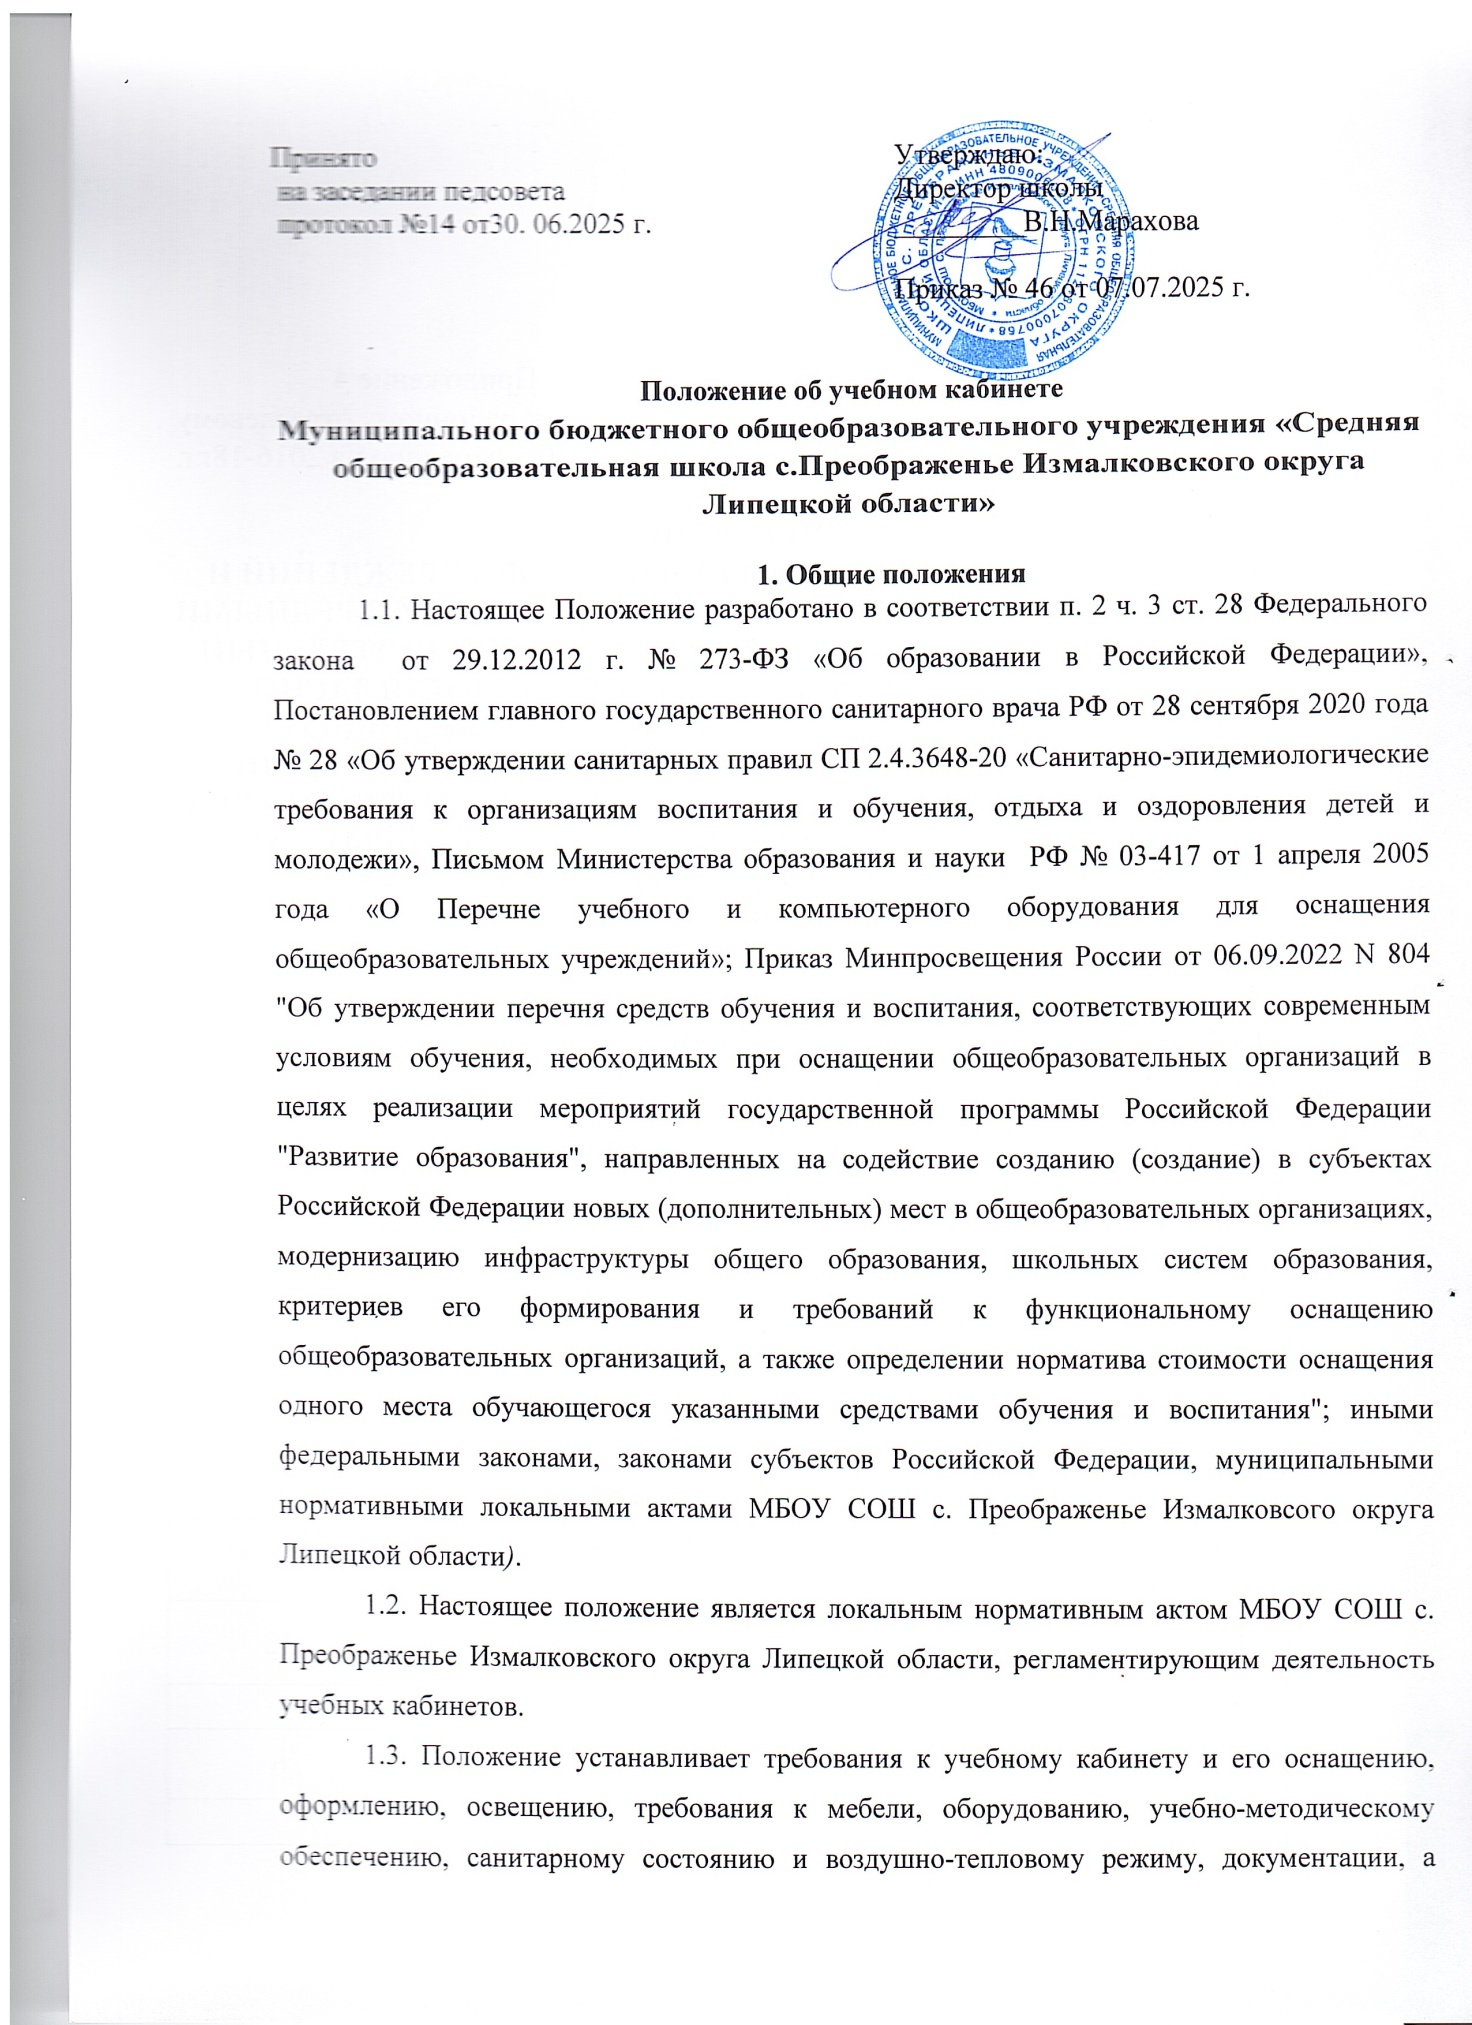 Принято
на заседании педсовета
протокол №14 от30. 06.2025 г.
Утверждаю:
Директор школы
В.Н.Марахова
Приказ № 46 от 07.07.2025 г.
Положение об учебном кабинете
Муниципального бюджетного общеобразовательного учреждения «Средняя
общеобразовательная школа с.Преображенье Измалковского округа
Липецкой области»
1. Общие положения
1.1. Настоящее Положение разработано в соответствии п. 2 ч. 3 ст. 28 Федерального
закона от 29.12.2012 г. № 273-ФЗ «Об образовании в Российской Федерации»,
Постановлением главного государственного санитарного врача РФ от 28 сентября 2020 года
№ 28 «Об утверждении санитарных правил СП 2.4.3648-20 «Санитарно-эпидемиологические
требования к организациям воспитания и обучения, отдыха и оздоровления детей и
молодежи», Письмом Министерства образования и науки РФ № 03-417 от 1 апреля 2005
года «О Перечне учебного и компьютерного оборудования для оснащения
общеобразовательных учреждений»; Приказ Минпросвещения России от 06.09.2022 N 804
"Об утверждении перечня средств обучения и воспитания, соответствующих современным
условиям обучения, необходимых при оснащении общеобразовательных организаций в
целях реализации мероприятий государственной программы Российской Федерации
"Развитие образования", направленных на содействие созданию (создание) в субъектах
Российской Федерации новых (дополнительных) мест в общеобразовательных организациях,
модернизацию инфраструктуры общего образования, школьных систем образования,
критериев его формирования и требований к функциональному оснащению
общеобразовательных организаций, а также определении норматива стоимости оснащения
одного места обучающегося указанными средствами обучения и воспитания"; иными
федеральными законами, законами субъектов Российской Федерации, муниципальными
нормативными локальными актами МБОУ СОШ с. Преображенье Измалковсого округа
Липецкой области).
1.2. Настоящее положение является локальным нормативным актом МБОУ СОШ с.
Преображенье Измалковского округа Липецкой области, регламентирующим деятельность
учебных кабинетов.
1.3. Положение устанавливает требования к учебному кабинету и его оснащению,
оформлению, освещению, требования к мебели, оборудованию, учебно-методическому
обеспечению, санитарному состоянию и воздушно-тепловому режиму, документации, а